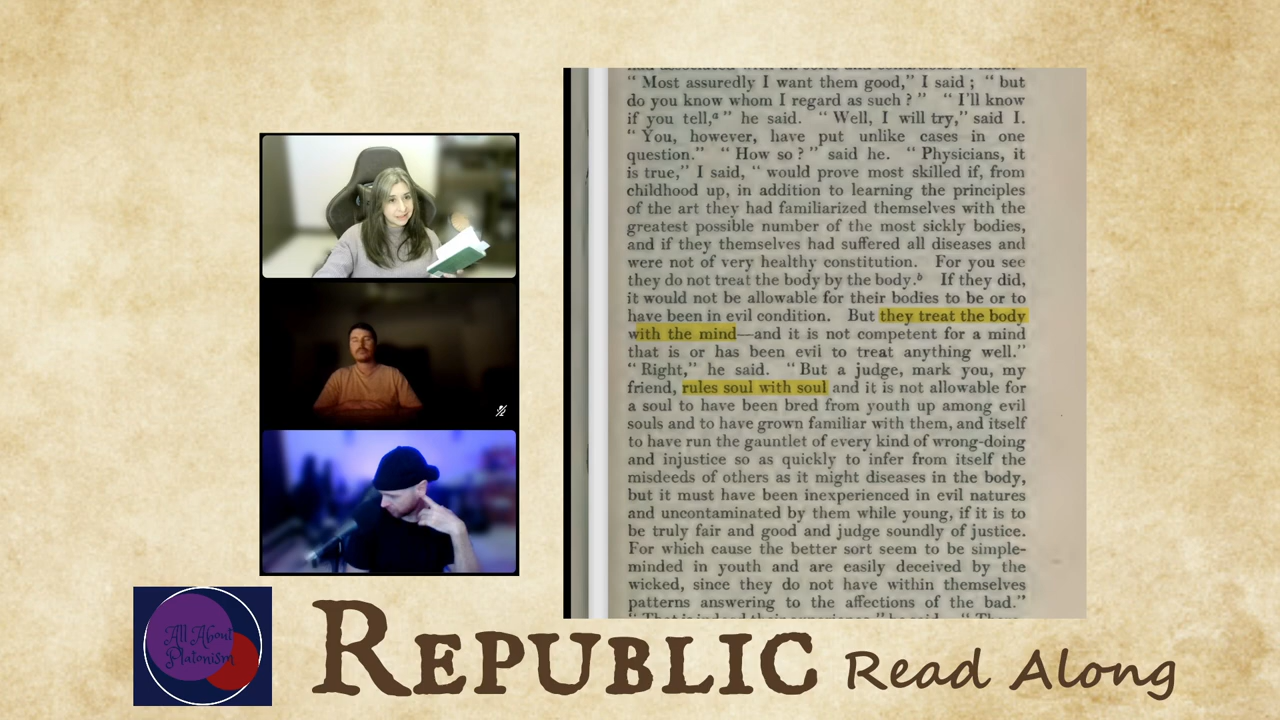 “ Most assuredly I want them good,” I said ; “ but
do you know whom I regard as such ? ” “ I’ll know
if you tell,ᵃ ” he said. “ Well, I will try,” said I.
“ You, however, have put unlike cases in one
question.” “ How so ? ” said he. “ Physicians, it
is true,” I said, “ would prove most skilled if, from
childhood up, in addition to learning the principles
of the art they had familiarized themselves with the
greatest possible number of the most sickly bodies,
and if they themselves had suffered all diseases and
were not of very healthy constitution. For you see
they do not treat the body by the body.ᵇ If they did,
it would not be allowable for their bodies to be or to
have been in evil condition. But they treat the body
with the mind—and it is not competent for a mind
that is or has been evil to treat anything well.”
“ Right,” he said. “ But a judge, mark you, my
friend, rules soul with soul and it is not allowable for
a soul to have been bred from youth up among evil
souls and to have grown familiar with them, and itself
to have run the gauntlet of every kind of wrong-doing
and injustice so as quickly to infer from itself the
misdeeds of others as it might diseases in the body,
but it must have been inexperienced in evil natures
and uncontaminated by them while young, if it is to
be truly fair and good and judge soundly of justice.
For which cause the better sort seem to be simple-
minded in youth and are easily deceived by the
wicked, since they do not have within themselves
patterns answering to the affections of the bad.”
All About
Platonism
REPUBLIC Read Along